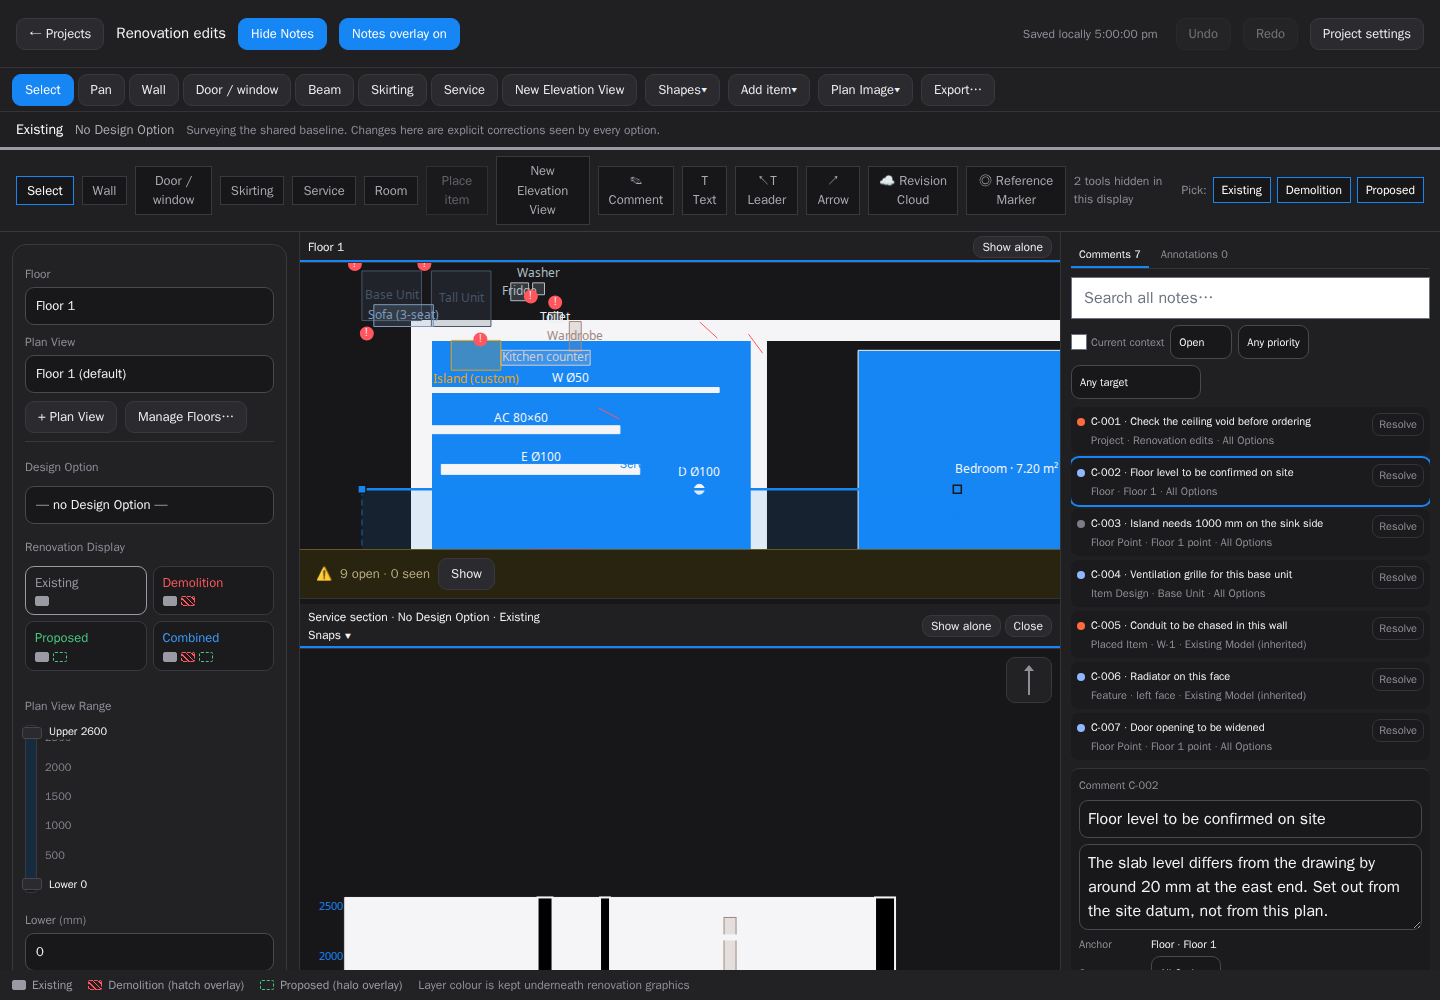 ← Projects
Renovation edits
Hide Notes
Notes overlay on
Saved locally 5:00:00 pm
Undo
Redo
Project settings
Select
Pan
Wall
Door / window
Beam
Skirting
Service
New Elevation View
Shapes▾
Add item▾
Plan Image▾
Export⋯
Existing
No Design Option
Surveying the shared baseline. Changes here are explicit corrections seen by every option.
Select
Wall
Door /
window
Skirting
Service
Room
Place
item
New
Elevation
View
Comment
T
Text
↖T
Leader
↗
Arrow
☁️ Revision
Cloud
◎ Reference
Marker
2 tools hidden in
this display
Pick:
Existing
Demolition
Proposed
Floor
Floor 1
Plan View
Floor 1 (default)
+ Plan View
Manage Floors⋯
Design Option
— no Design Option —
Renovation Display
Existing
Demolition
Proposed
Combined
Plan View Range
Upper 2600
2000
1500
1000
500
Lower 0
Lower (mm)
0
Floor 1
Show alone
Washer
Base Unit
Tall Unit
Sofa (3-seat)
Toilet
Wardrobe
Kitchen counter
Island (custom)
W Ø50
AC 80×60
E Ø100
D Ø100
Bedroom · 7.20 m²
⚠️ 9 open · 0 seen
Show
Service section · No Design Option · Existing
Snaps ▾
Show alone
Close
2500
2000
Comments 7
Annotations 0
Search all notes⋯
Current context
Open
Any priority
Any target
C-001 · Check the ceiling void before ordering
Project · Renovation edits · All Options
Resolve
C-002 · Floor level to be confirmed on site
Floor · Floor 1 · All Options
Resolve
C-003 · Island needs 1000 mm on the sink side
Floor Point · Floor 1 point · All Options
Resolve
C-004 · Ventilation grille for this base unit
Item Design · Base Unit · All Options
Resolve
C-005 · Conduit to be chased in this wall
Placed Item · W-1 · Existing Model (inherited)
Resolve
C-006 · Radiator on this face
Feature · left face · Existing Model (inherited)
Resolve
C-007 · Door opening to be widened
Floor Point · Floor 1 point · All Options
Resolve
Comment C-002
Floor level to be confirmed on site
The slab level differs from the drawing by
around 20 mm at the east end. Set out from
the site datum, not from this plan.
Anchor
Floor · Floor 1
Existing
Demolition (hatch overlay)
Proposed (halo overlay)
Layer colour is kept underneath renovation graphics